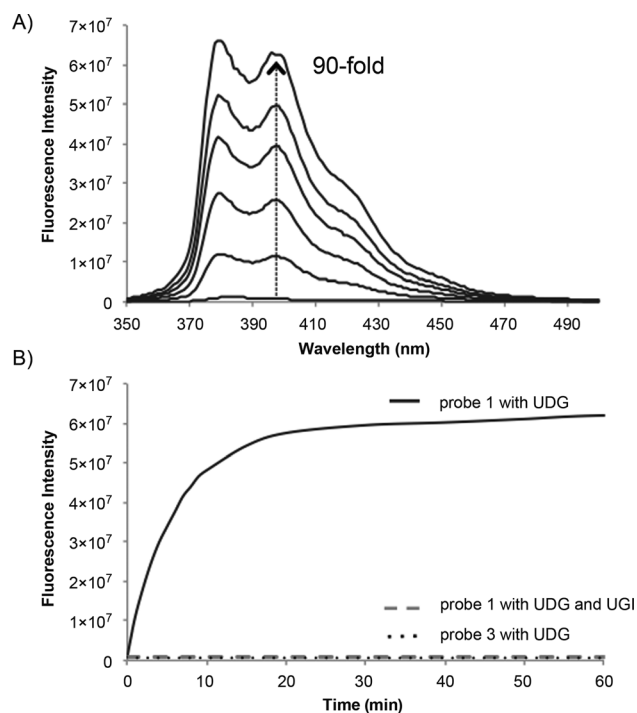 A)
7×10⁷
6×10⁷
5×10⁷
4×10⁷
3×10⁷
2×10⁷
1×10⁷
0
Fluorescence Intensity
90-fold
350 370 390 410 430 450 470 490
Wavelength (nm)
B)
7×10⁷
6×10⁷
5×10⁷
4×10⁷
3×10⁷
2×10⁷
1×10⁷
0
Fluorescence Intensity
probe 1 with UDG
probe 1 with UDG and UGI
probe 3 with UDG
0 10 20 30 40 50 60
Time (min)